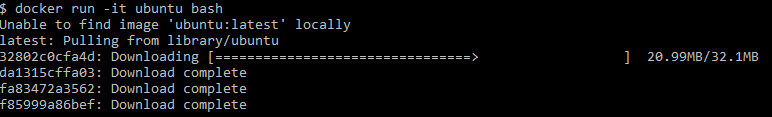 $ docker run -it ubuntu bash
Unable to find image 'ubuntu:latest' locally
latest: Pulling from library/ubuntu
32802c0cfa4d: Downloading [================================>                  ]  20.99MB/32.1MB
da1315cffa03: Download complete
fa83472a3562: Download complete
f85999a86bef: Download complete